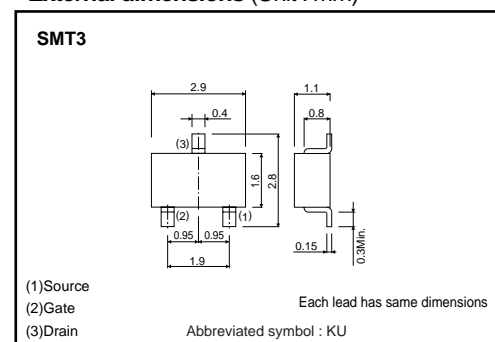 External dimensions (Unit : mm)
SMT3
2.9
1.1
0.4
0.8
(3)
1.6
2.8
(2)
(1)
0.95
0.95
0.15
0.3Min.
1.9
(1)Source
(2)Gate
Each lead has same dimensions
(3)Drain
Abbreviated symbol : KU